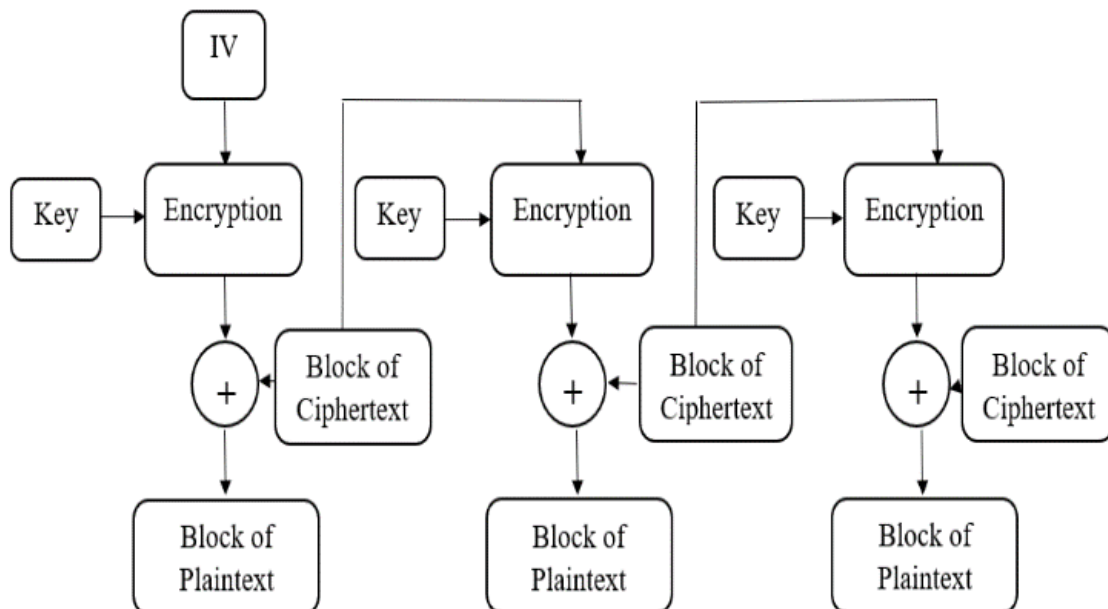 IV
Key
Encryption
Key
Encryption
Key
Encryption
+
Block of
Ciphertext
+
Block of
Ciphertext
+
Block of
Ciphertext
Block of
Plaintext
Block of
Plaintext
Block of
Plaintext